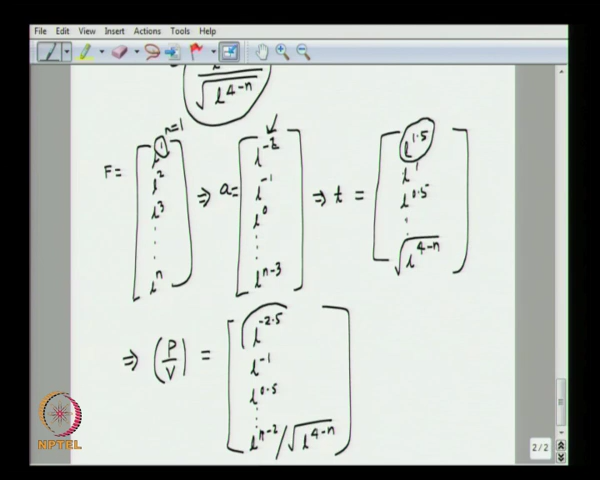 File Edit View Insert Actions Tools Help
√l^{4-n}
n=1
F= [ l^1 l^2 l^3 ⋮ l^n ] ⇒ a= [ l^{-2} l^{-1} l^0 ⋮ l^{n-3} ] ⇒ t = [ l^{1.5} l^1 l^{0.5} ⋮ √l^{4-n} ]
⇒ (P/V) = [ l^{-2.5} l^{-1} l^{0.5} ⋮ l^{n-2}/√l^{4-n} ]
NPTEL
2/2